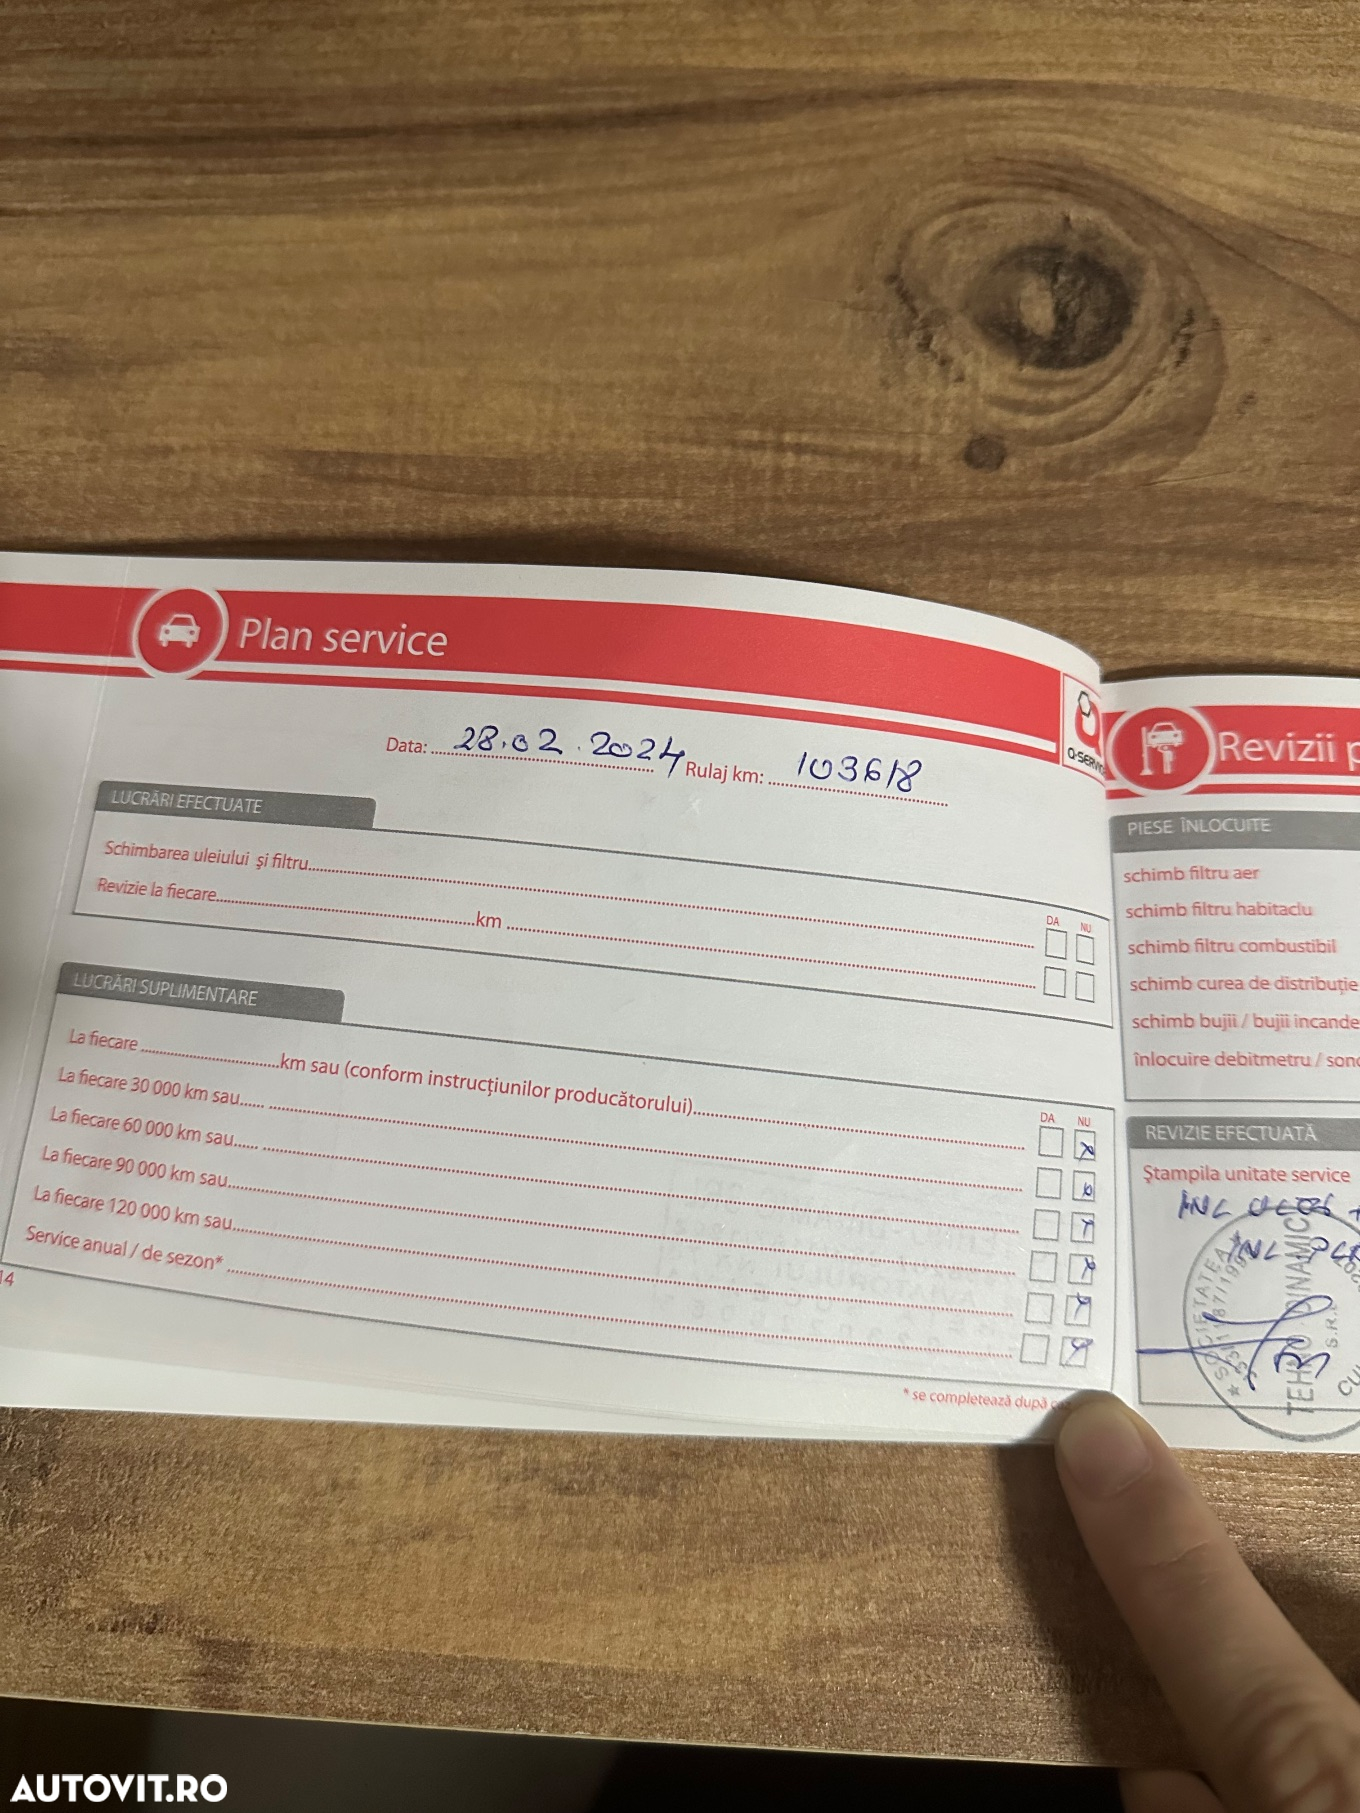 Plan service
Data: 28.02.2024 Rulaj km: 103618
Q-SERVIC
LUCRĂRI EFECTUATE
DA NU
Schimbarea uleiului și filtru
Revizie la fiecare km
LUCRĂRI SUPLIMENTARE
DA NU
La fiecare km sau (conform instrucțiunilor producătorului)
La fiecare 30 000 km sau
La fiecare 60 000 km sau
La fiecare 90 000 km sau
La fiecare 120 000 km sau
Service anual / de sezon*
14
* se completează după
Revizii p
PIESE ÎNLOCUITE
schimb filtru aer
schimb filtru habitaclu
schimb filtru combustibil
schimb curea de distribuție
schimb bujii / bujii incande
înlocuire debitmetru / sond
REVIZIE EFECTUATĂ
Ștampila unitate service
SOCIETATEA
S.R.L
AUTOVIT.RO